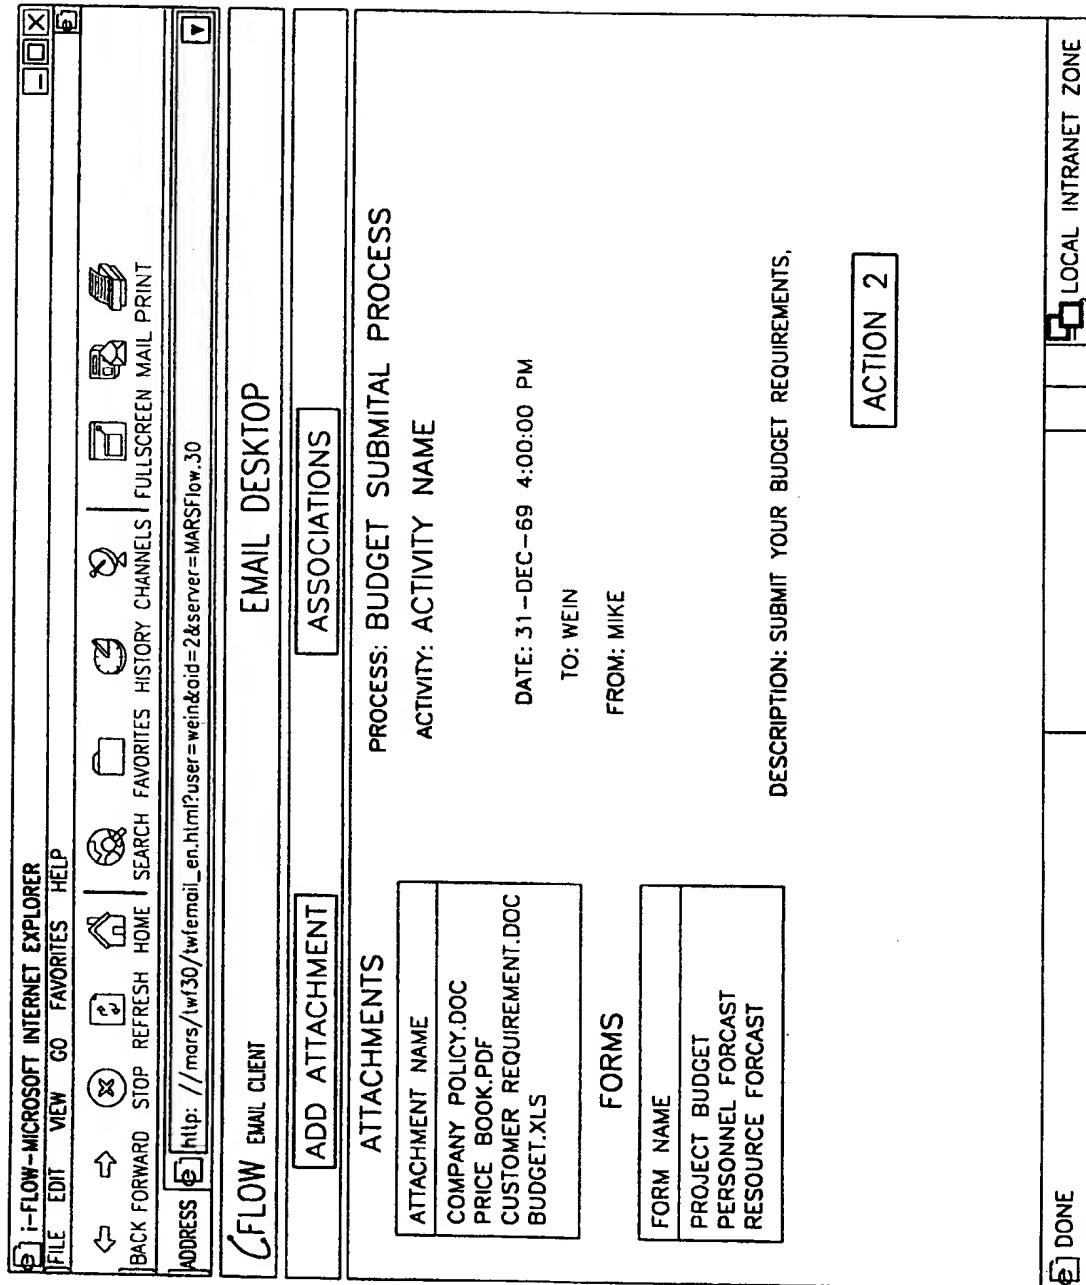 i-FLOW-MICROSOFT INTERNET EXPLORER
FILE EDIT VIEW GO FAVORITES HELP
BACK FORWARD STOP REFRESH HOME SEARCH FAVORITES HISTORY CHANNELS FULLSCREEN MAIL PRINT
ADDRESS http: //mars/twf30/twfemail_en.html?user=wein&oid=2&server=MARSFlow.30
FLOW EMAIL CLIENT EMAIL DESKTOP
ADD ATTACHMENT ASSOCIATIONS
ATTACHMENTS
ATTACHMENT NAME
COMPANY POLICY.DOC
PRICE BOOK.PDF
CUSTOMER REQUIREMENT.DOC
BUDGET.XLS
FORMS
FORM NAME
PROJECT BUDGET
PERSONNEL FORCAST
RESOURCE FORCAST
PROCESS: BUDGET SUBMITAL PROCESS
ACTIVITY: ACTIVITY NAME
DATE: 31-DEC-69 4:00:00 PM
TO: WEIN
FROM: MIKE
DESCRIPTION: SUBMIT YOUR BUDGET REQUIREMENTS,
ACTION 2
DONE
LOCAL INTRANET ZONE